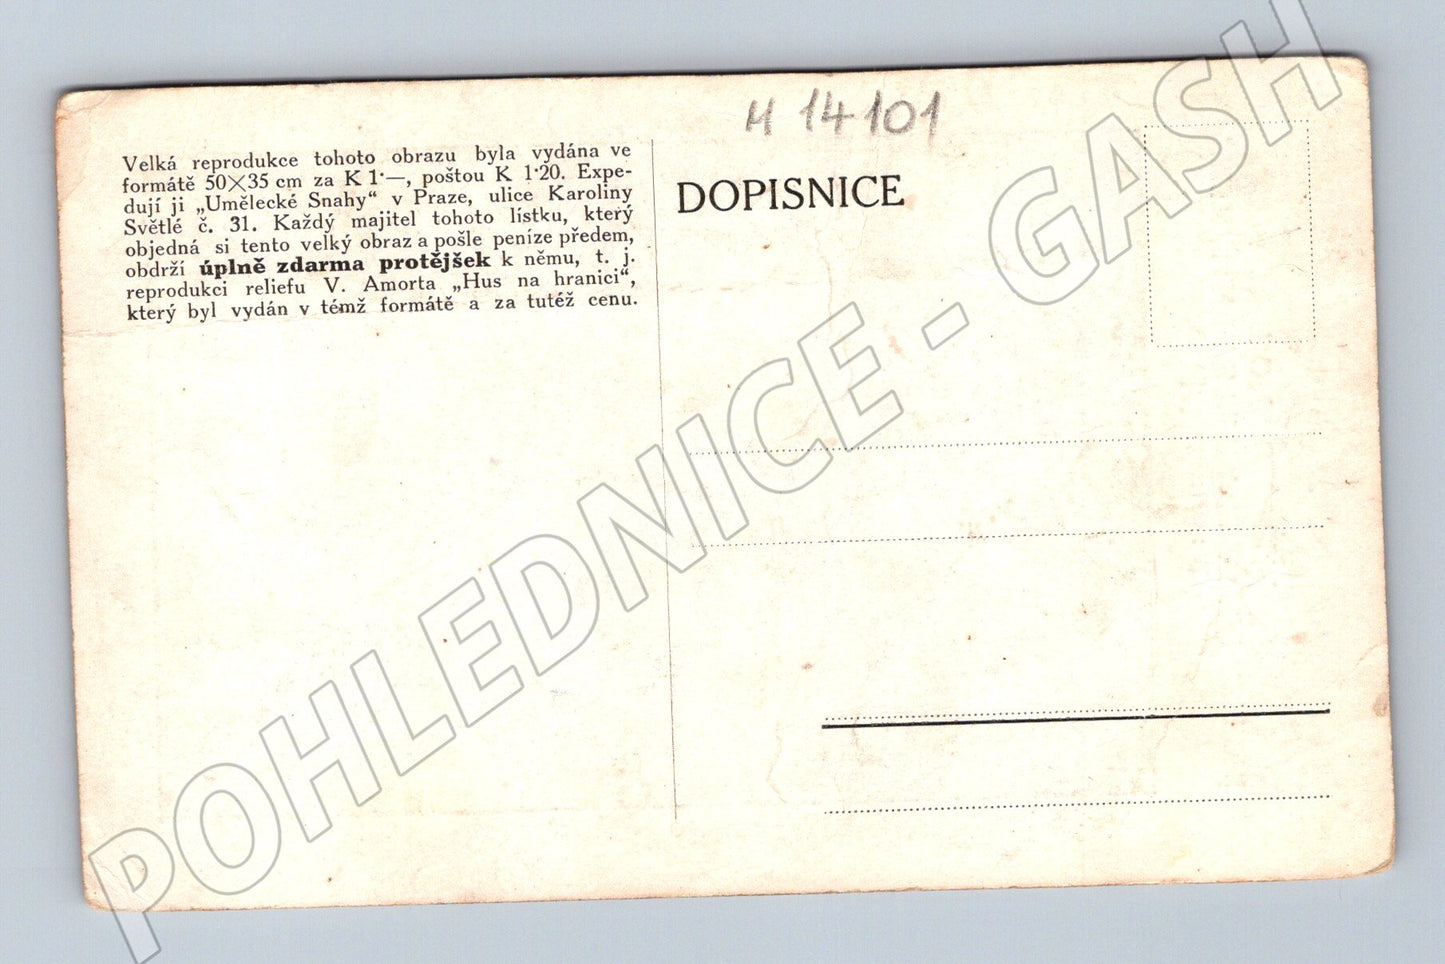 H 14101
Velká reprodukce tohoto obrazu byla vydána ve
formátě 50×35 cm za K 1·—, poštou K 1·20. Expe-
dují ji „Umělecké Snahy“ v Praze, ulice Karoliny
Světlé č. 31. Každý majitel tohoto lístku, který
objedná si tento velký obraz a pošle peníze předem,
obdrží úplně zdarma protějšek k němu, t. j.
reprodukci reliefu V. Amorta „Hus na hranici“,
který byl vydán v témž formátě a za tutéž cenu.
DOPISNICE
POHLEDNICE - GASH